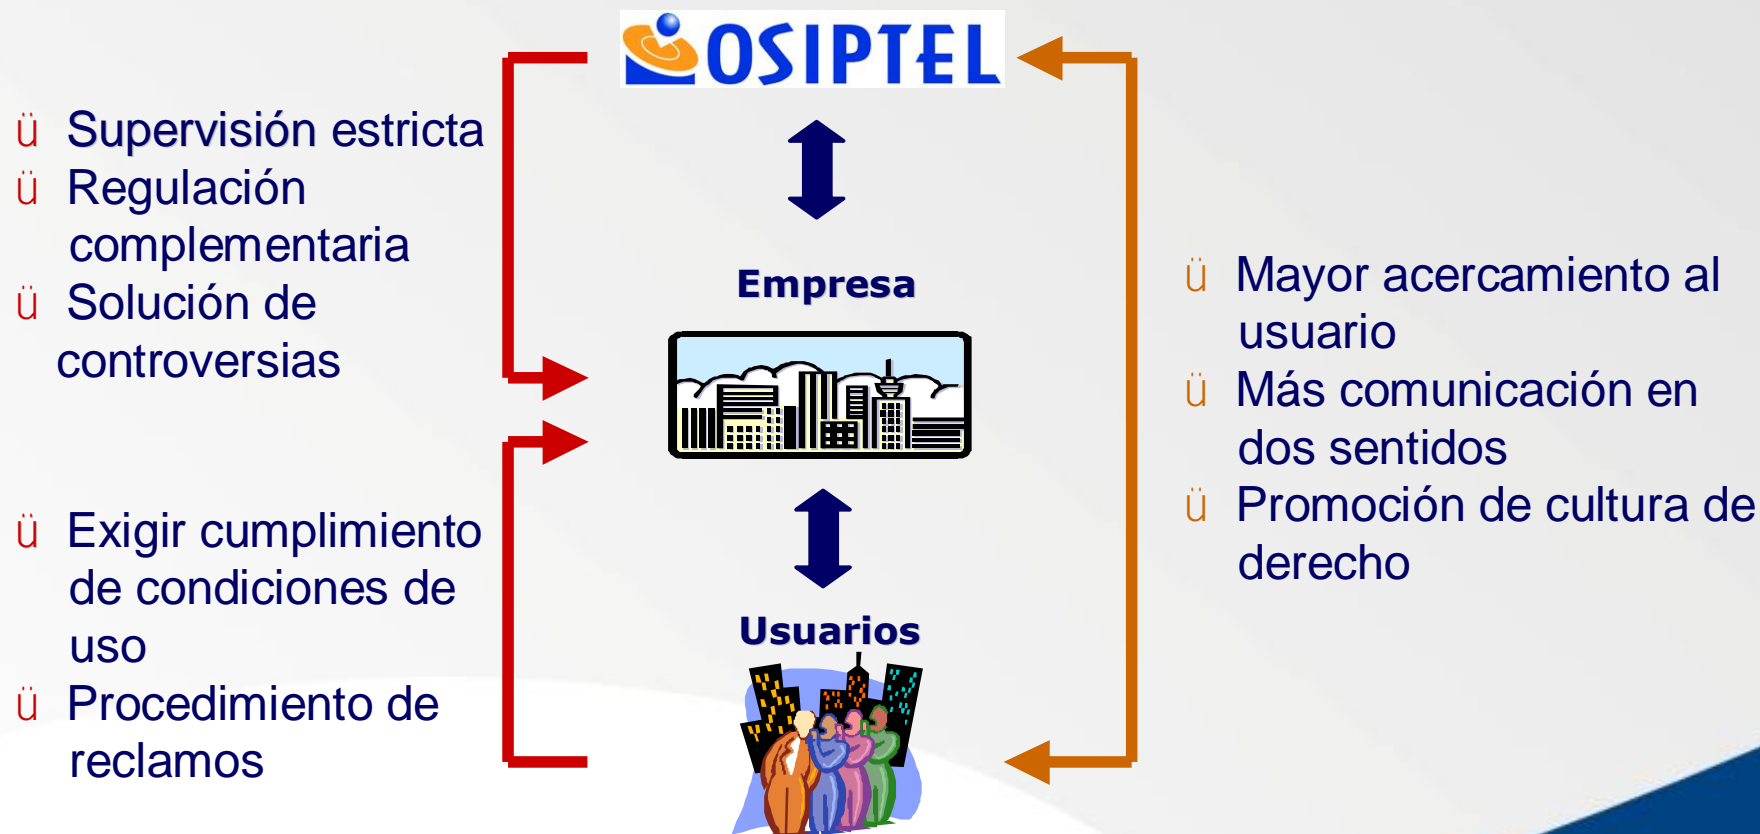 OSIPTEL
ü Supervisión estricta
ü Regulación
complementaria
ü Solución de
controversias
ü Exigir cumplimiento
de condiciones de
uso
ü Procedimiento de
reclamos
Empresa
Usuarios
ü Mayor acercamiento al
usuario
ü Más comunicación en
dos sentidos
ü Promoción de cultura de
derecho